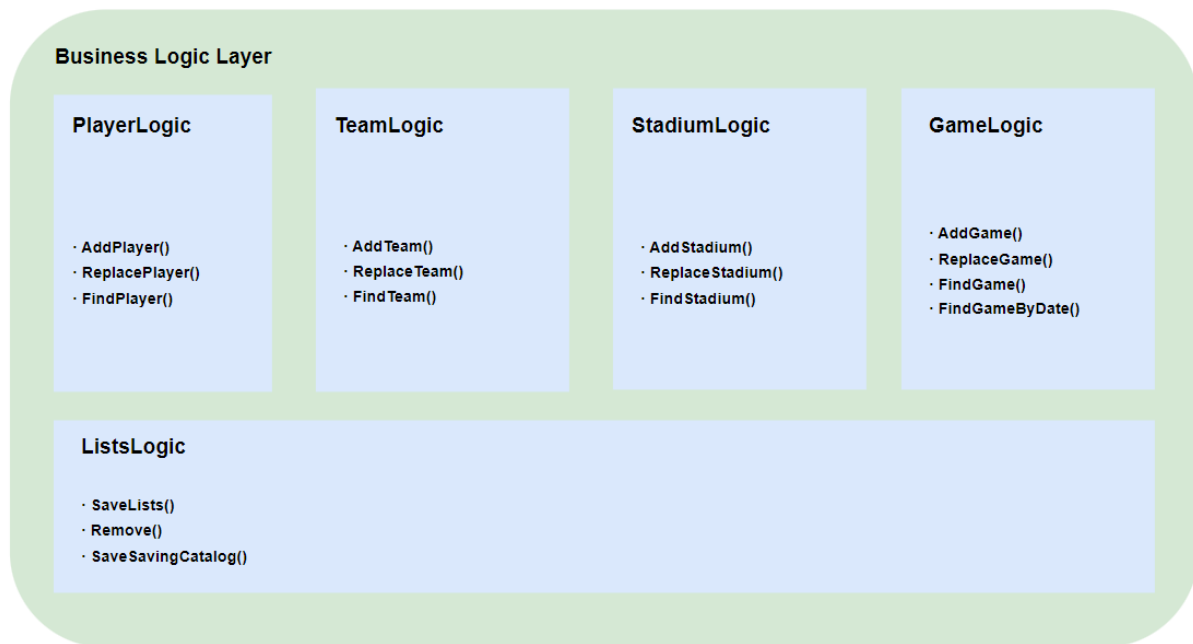 Business Logic Layer
PlayerLogic
· AddPlayer()
· ReplacePlayer()
· FindPlayer()
TeamLogic
· AddTeam()
· ReplaceTeam()
· FindTeam()
StadiumLogic
· AddStadium()
· ReplaceStadium()
· FindStadium()
GameLogic
· AddGame()
· ReplaceGame()
· FindGame()
· FindGameByDate()
ListsLogic
· SaveLists()
· Remove()
· SaveSavingCatalog()